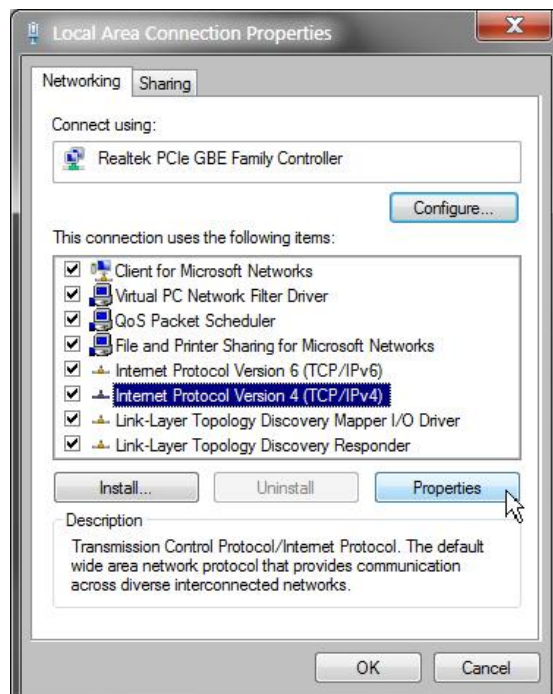 Local Area Connection Properties
Networking
Sharing
Connect using:
Realtek PCIe GBE Family Controller
Configure...
This connection uses the following items:
Client for Microsoft Networks
Virtual PC Network Filter Driver
QoS Packet Scheduler
File and Printer Sharing for Microsoft Networks
Internet Protocol Version 6 (TCP/IPv6)
Internet Protocol Version 4 (TCP/IPv4)
Link-Layer Topology Discovery Mapper I/O Driver
Link-Layer Topology Discovery Responder
Install...
Uninstall
Properties
Description
Transmission Control Protocol/Internet Protocol. The default
wide area network protocol that provides communication
across diverse interconnected networks.
OK
Cancel